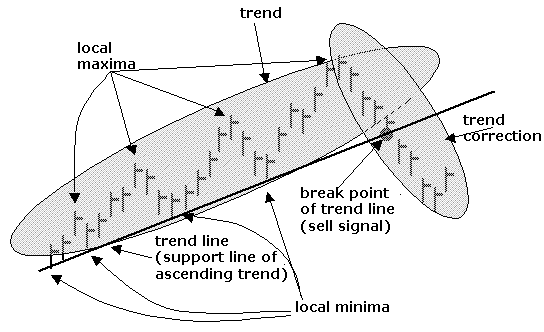 trend
local
maxima
trend
correction
break point
of trend line
(sell signal)
trend line
(support line of
ascending trend)
local minima